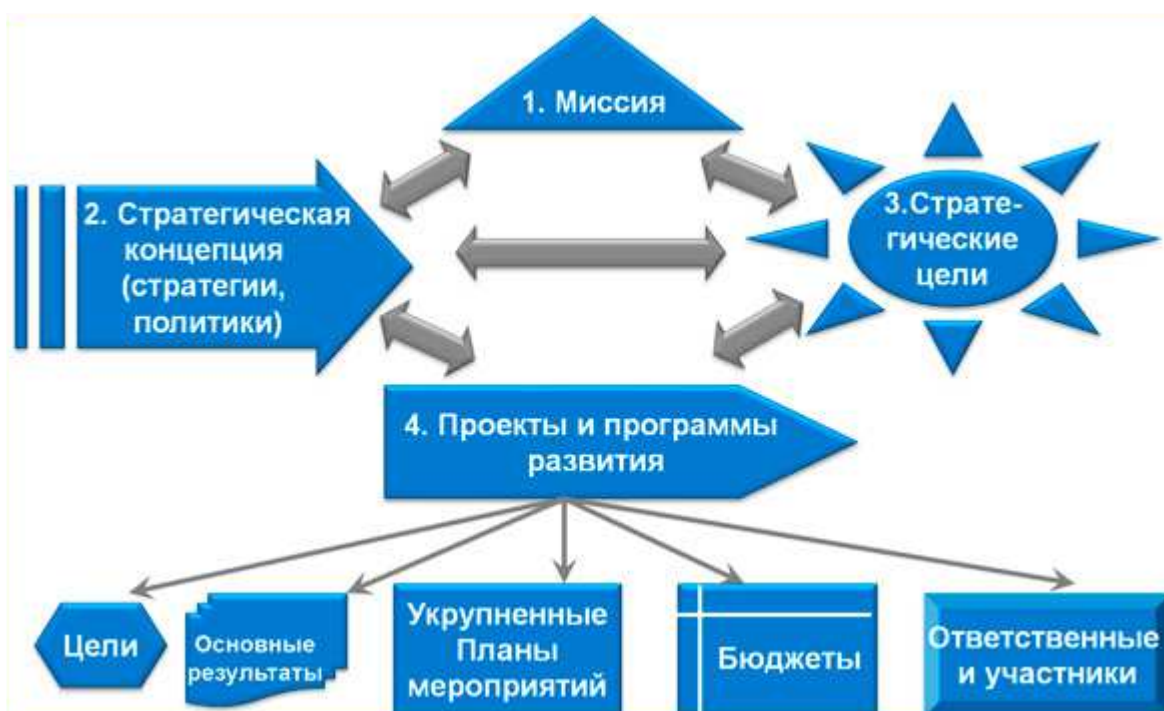 1. Миссия
2. Стратегическая
концепция
(стратегии,
политики)
3.Страте-
гические
цели
4. Проекты и программы
развития
Цели
Основные
результаты
Укрупненные
Планы
мероприятий
Бюджеты
Ответственные
и участники